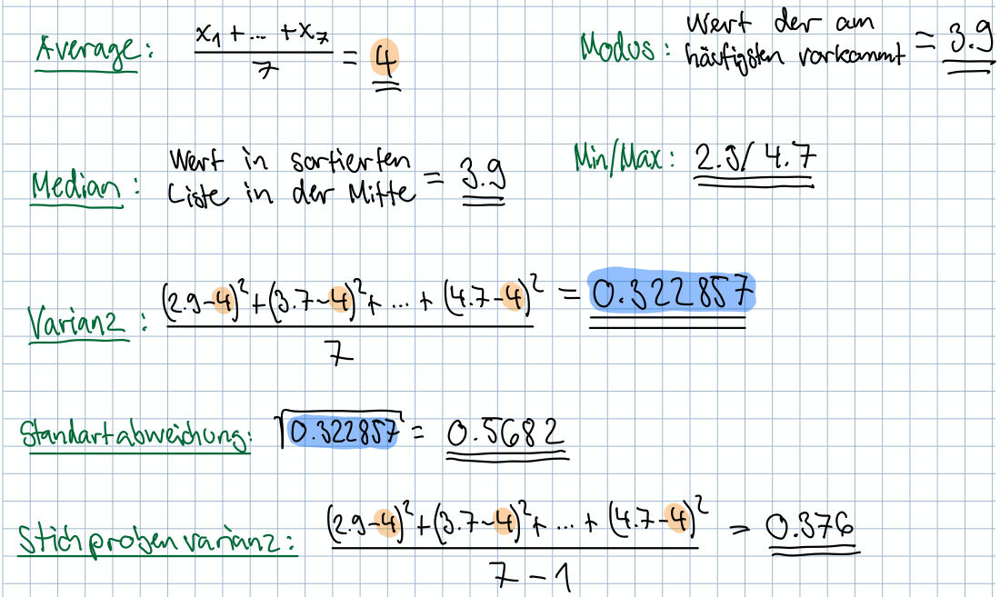 Average: (x₁ + ... + x₇) / 7 = 4
Modos: Wert der am häufigsten vorkommt = 3.9
Median: Wert in sortierten Liste in der Mitte = 3.9
Min/Max: 2.9/ 4.7
Varianz: ((2.9-4)² + (3.7-4)² + ... + (4.7-4)²) / 7 = 0.322857
Standartabweichung: √0.322857 = 0.5682
Stichprobenvarianz: ((2.9-4)² + (3.7-4)² + ... + (4.7-4)²) / (7-1) = 0.376